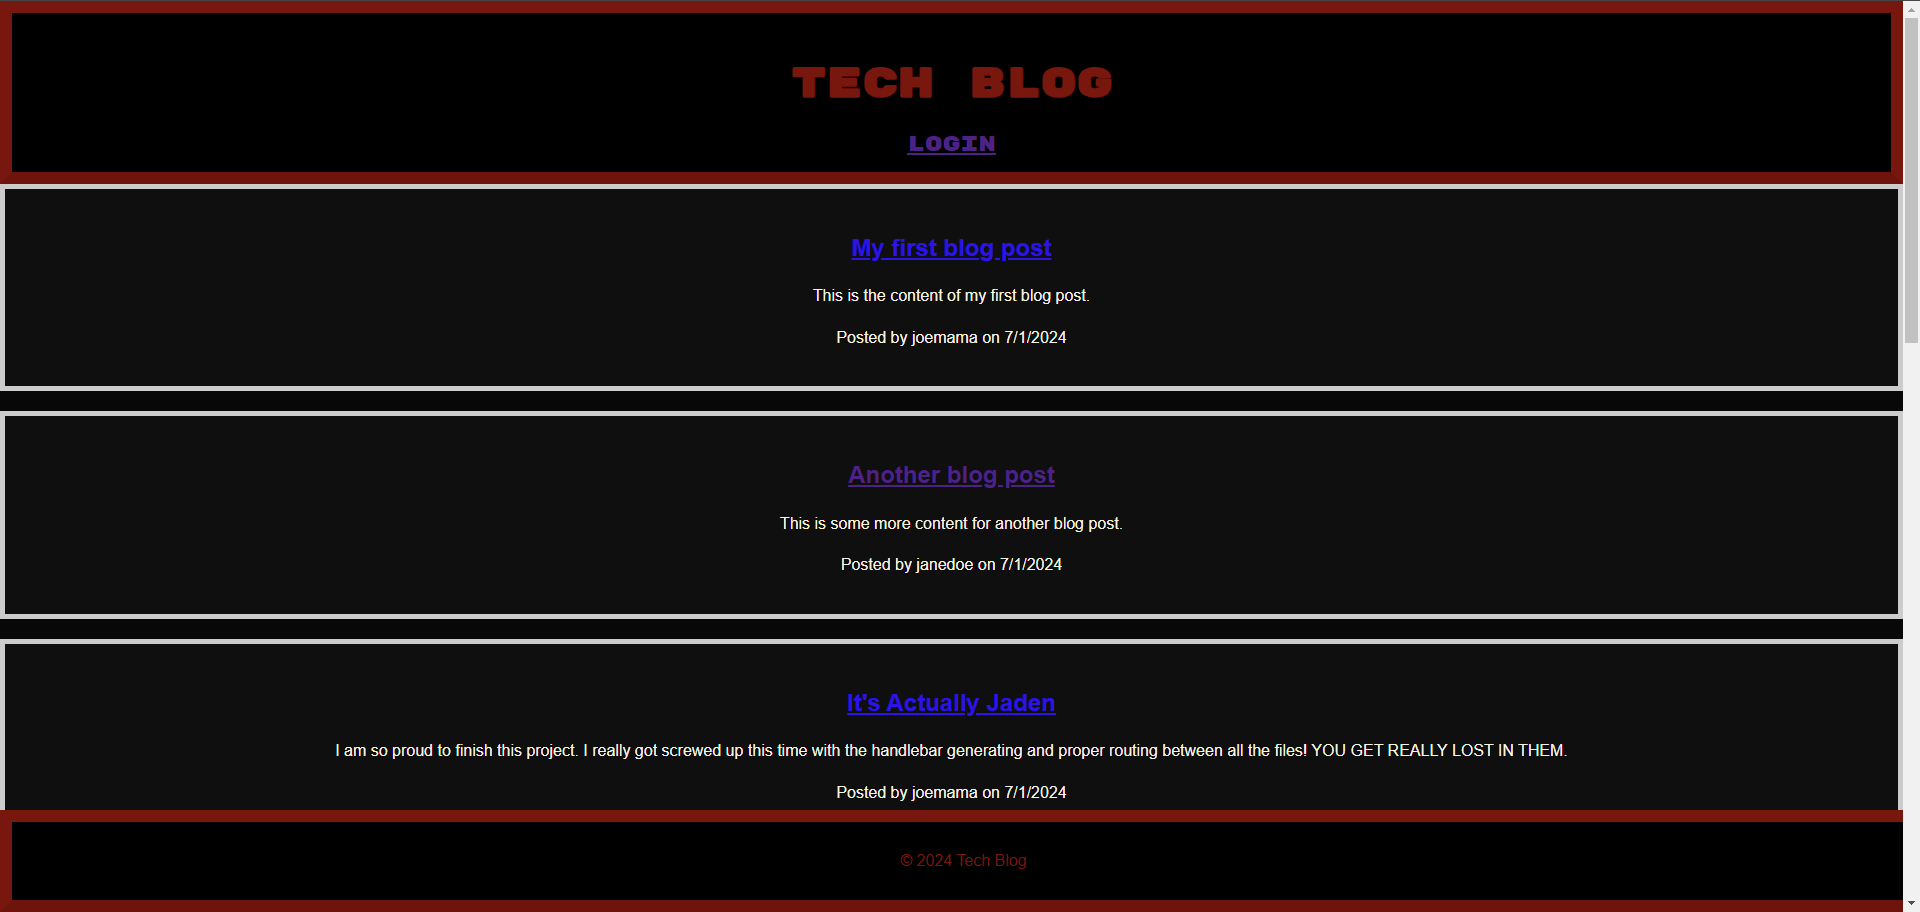 TECH BLOG
LOGIN
My first blog post
This is the content of my first blog post.
Posted by joemama on 7/1/2024
Another blog post
This is some more content for another blog post.
Posted by janedoe on 7/1/2024
It's Actually Jaden
I am so proud to finish this project. I really got screwed up this time with the handlebar generating and proper routing between all the files! YOU GET REALLY LOST IN THEM.
Posted by joemama on 7/1/2024
© 2024 Tech Blog